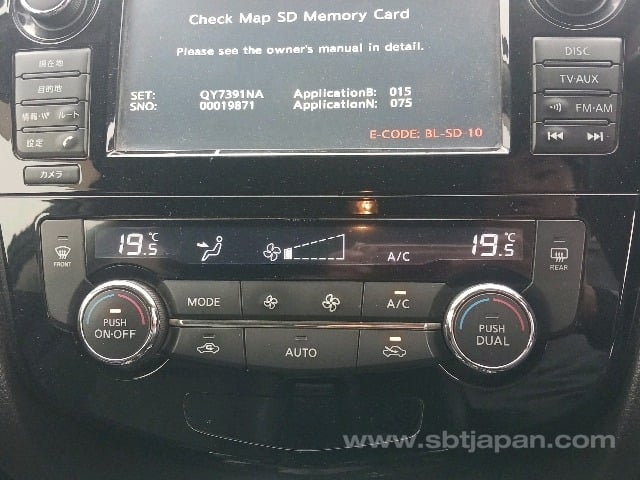 Check Map SD Memory Card
Please see the owner's manual in detail.
SET: QY7391NA ApplicationB: 015
SNO: 00019871 ApplicationN: 075
E-CODE: BL-SD-10
現在地
目的地
情報・VP ルート
設定
カメラ
DISC
TV・AUX
FM・AM
19.5°C
A/C
19.5°C
FRONT
REAR
PUSH
ON・OFF
MODE
A/C
AUTO
PUSH
DUAL
www.sbtjapan.com